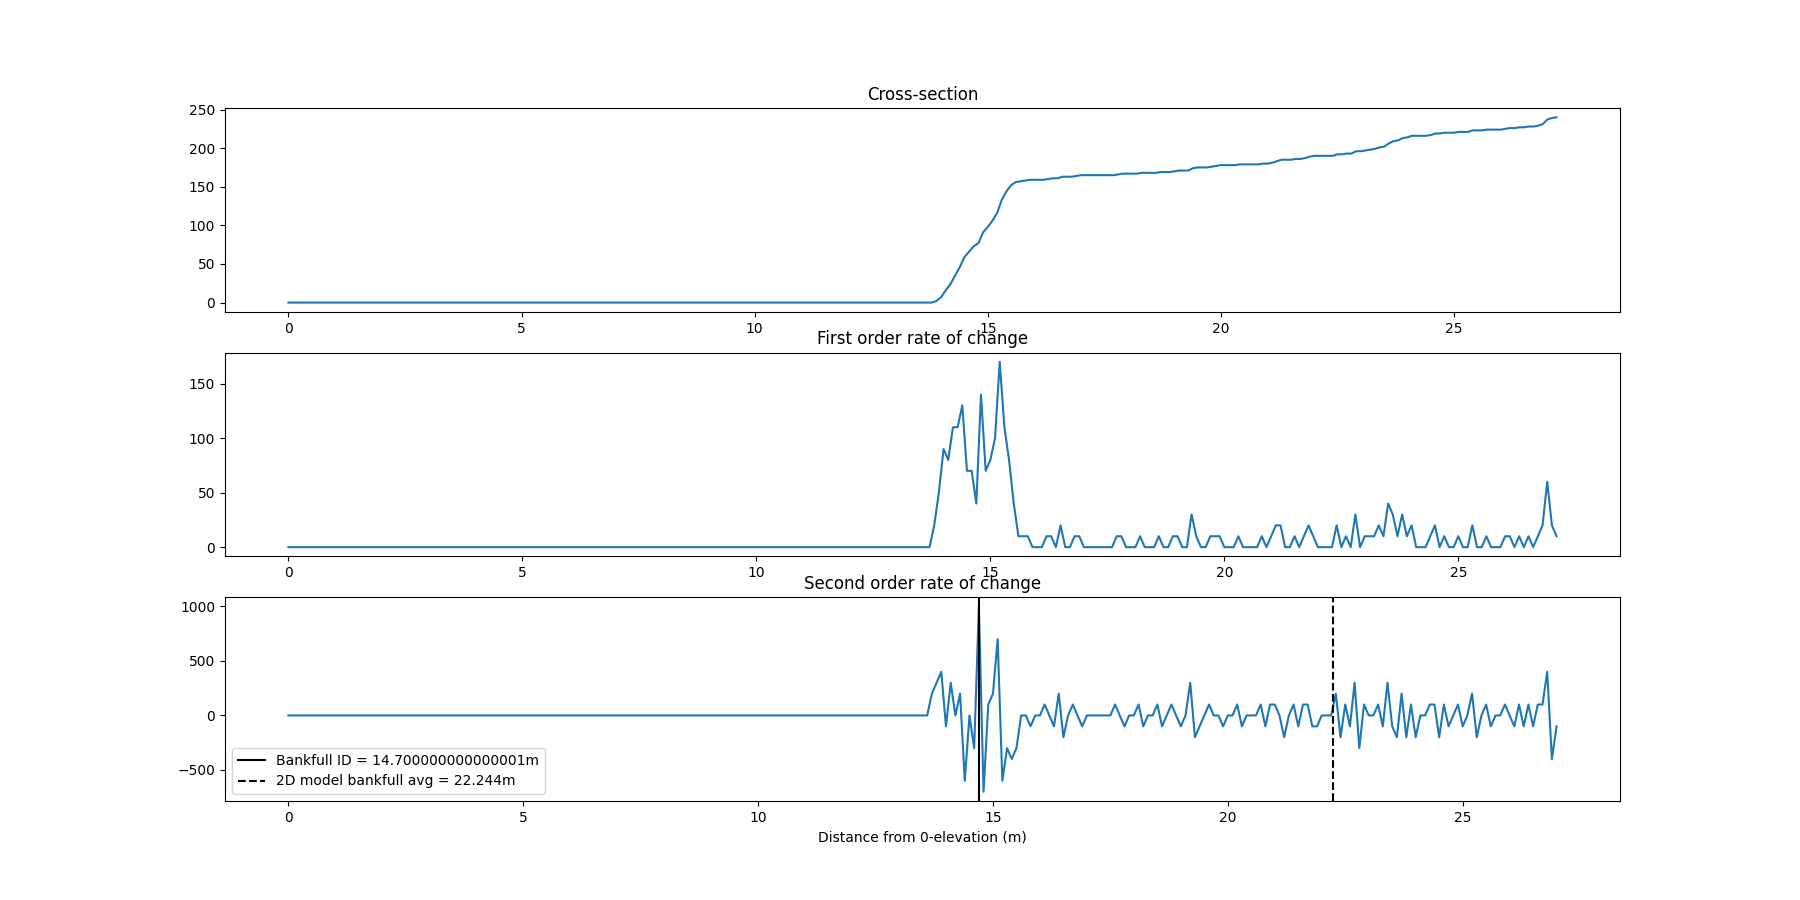 Cross-section
250
200
150
100
50
0
0 5 10 15 20 25
First order rate of change
150
100
50
0
0 5 10 15 20 25
Second order rate of change
1000
500
0
−500
Bankfull ID = 14.700000000000001m
2D model bankfull avg = 22.244m
0 5 10 15 20 25
Distance from 0-elevation (m)